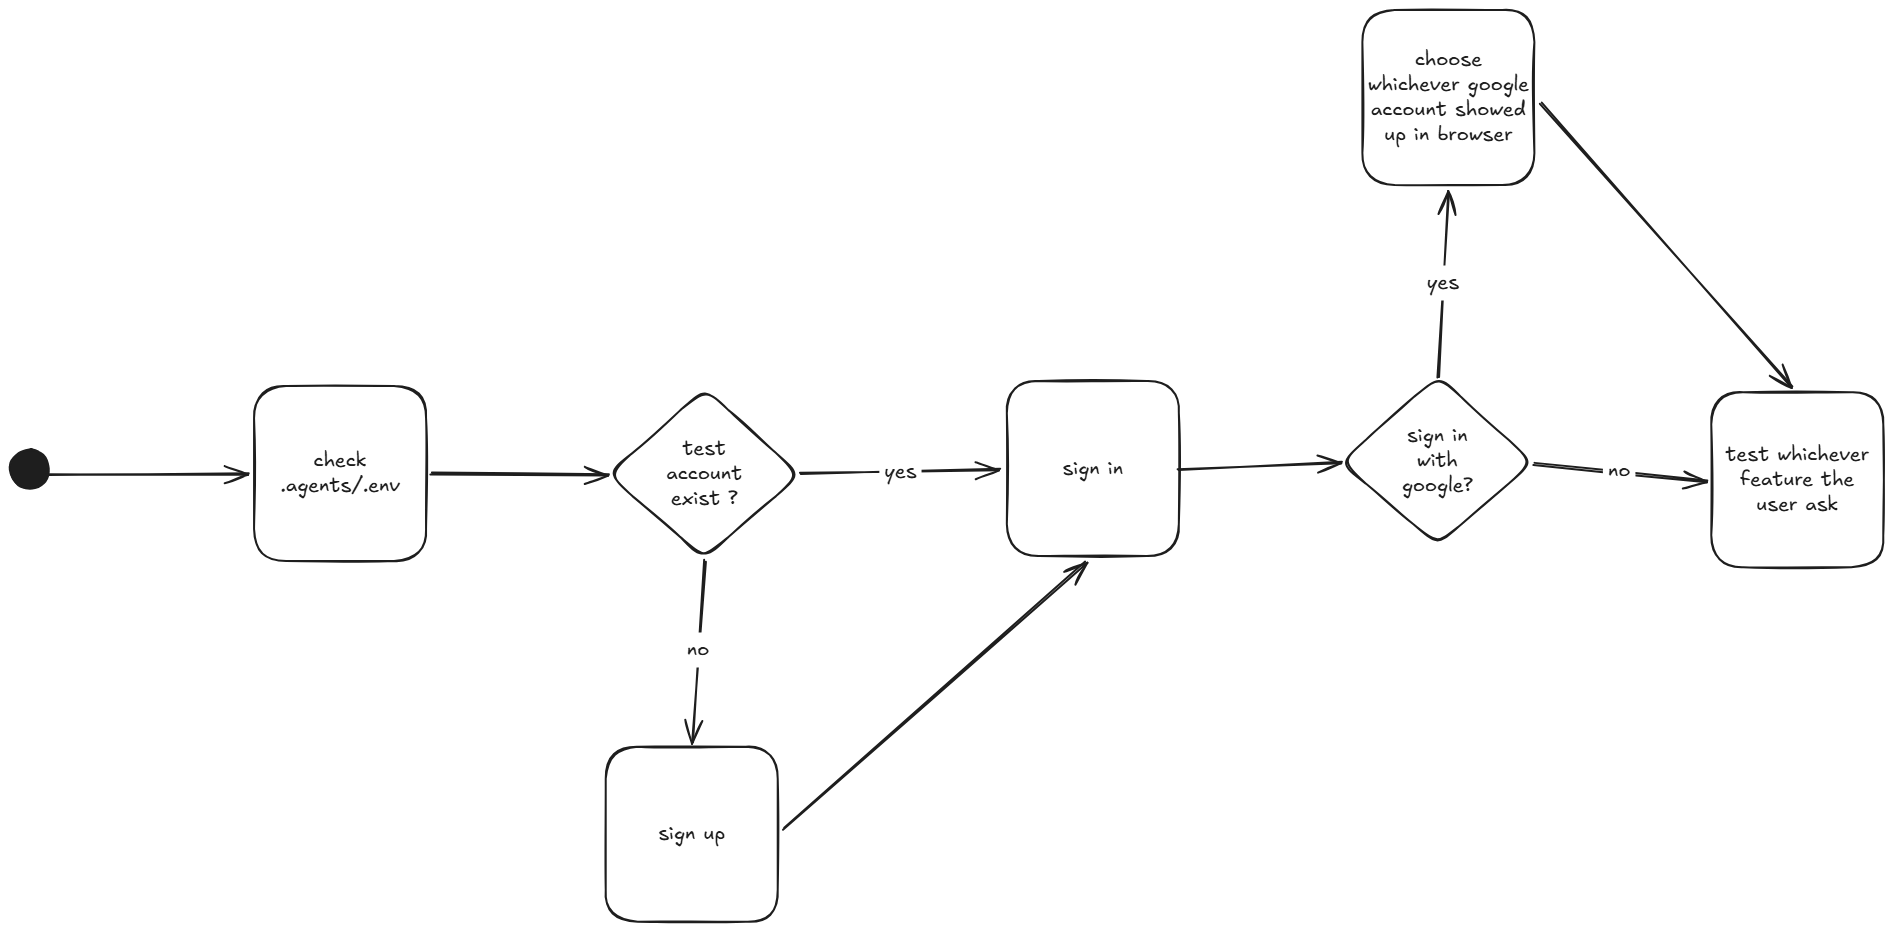 choose
whichever google
account showed
up in browser
yes
check
.agents/.env
test
account
exist ?
yes
sign in
sign in
with
google?
no
test whichever
feature the
user ask
no
sign up